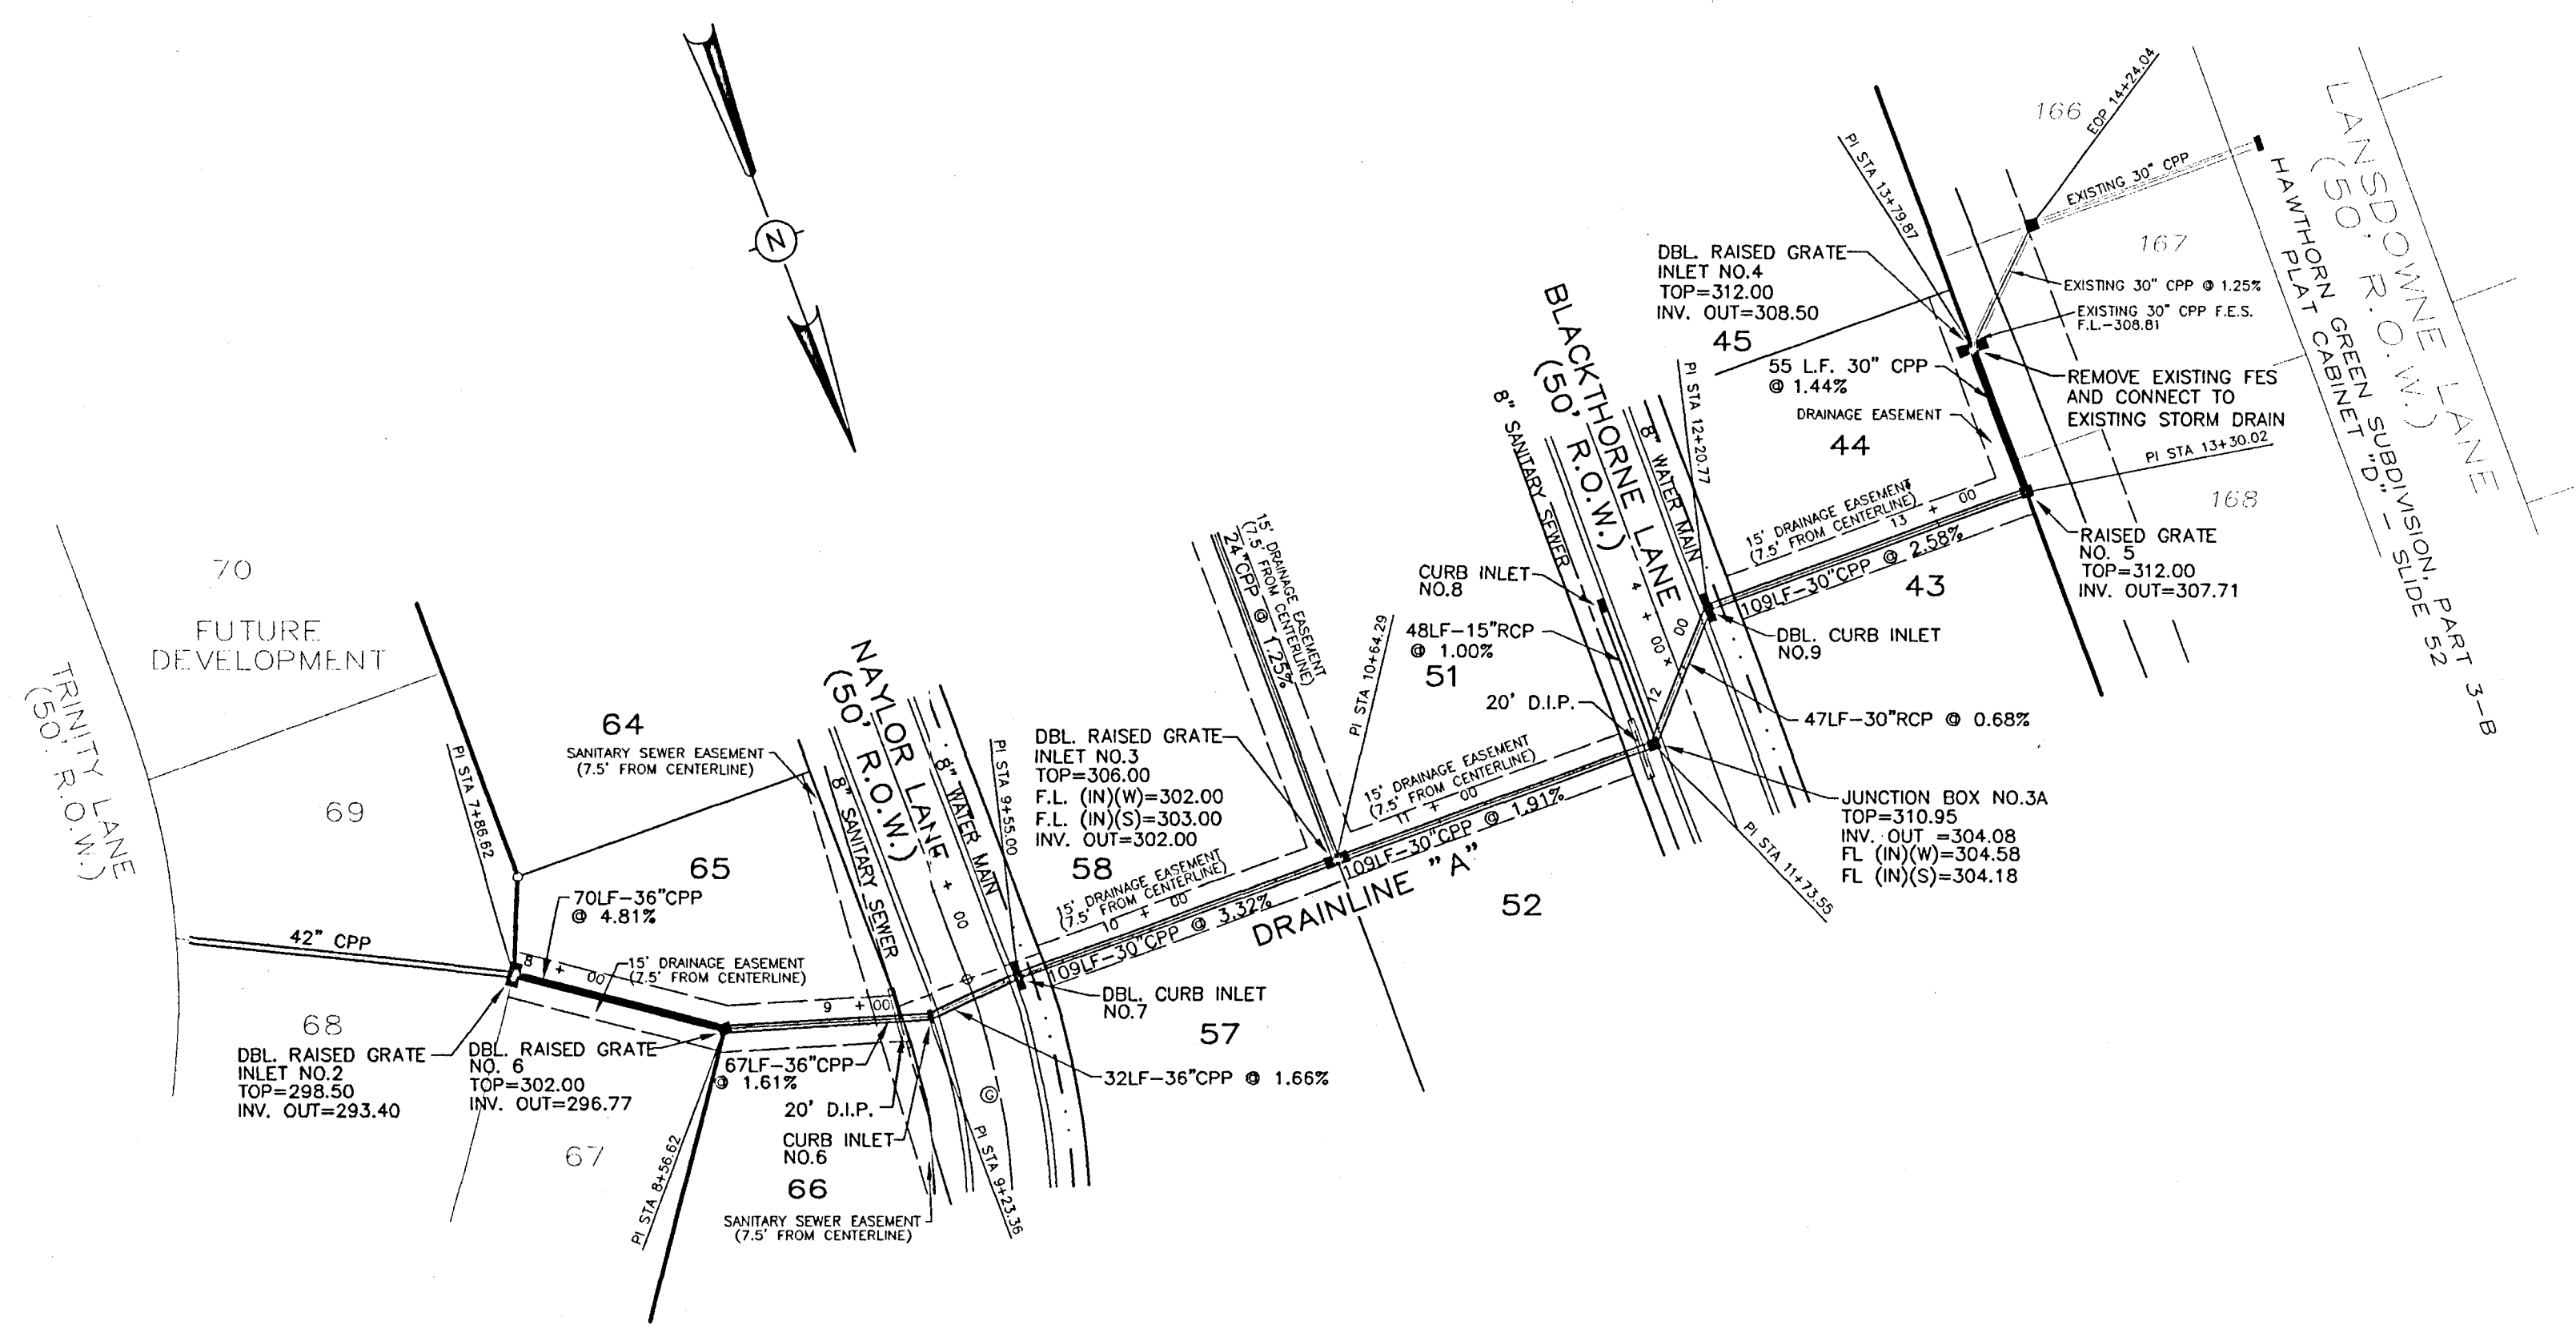 N
TRINITY LANE
(50' R.O.W.)
70
FUTURE
DEVELOPMENT
69
68
67
42" CPP
PI STA 7+86.62
DBL. RAISED GRATE
INLET NO.2
TOP=298.50
INV. OUT=293.40
DBL. RAISED GRATE
NO. 6
TOP=302.00
INV. OUT=296.77
PI STA 8+56.62
70LF-36"CPP
@ 4.81%
8 + 00
15' DRAINAGE EASEMENT
(7.5' FROM CENTERLINE)
64
SANITARY SEWER EASEMENT
(7.5' FROM CENTERLINE)
65
67LF-36"CPP
@ 1.61%
9 + 00
20' D.I.P.
CURB INLET
NO.6
66
SANITARY SEWER EASEMENT
(7.5' FROM CENTERLINE)
NAYLOR LANE
(50' R.O.W.)
8" SANITARY SEWER
8" WATER MAIN
+ 00
G
PI STA 9+23.36
PI STA 9+55.00
DBL. CURB INLET
NO.7
57
32LF-36"CPP @ 1.66%
DBL. RAISED GRATE
INLET NO.3
TOP=306.00
F.L. (IN)(W)=302.00
F.L. (IN)(S)=303.00
INV. OUT=302.00
58
15' DRAINAGE EASEMENT
(7.5' FROM CENTERLINE)
10 + 00
109LF-30"CPP @ 3.32%
DRAINLINE "A"
15' DRAINAGE EASEMENT
(7.5' FROM CENTERLINE)
24"CPP @ 1.25%
PI STA 10+64.29
15' DRAINAGE EASEMENT
(7.5' FROM CENTERLINE)
11 + 00
109LF-30"CPP @ 1.91%
52
CURB INLET
NO.8
48LF-15"RCP
@ 1.00%
51
20' D.I.P.
8" SANITARY SEWER
BLACKTHORNE LANE
(50' R.O.W.)
8" WATER MAIN
4 + 00
12 + 00
PI STA 12+20.77
DBL. CURB INLET
NO.9
47LF-30"RCP @ 0.68%
JUNCTION BOX NO.3A
TOP=310.95
INV. OUT =304.08
FL (IN)(W)=304.58
FL (IN)(S)=304.18
PI STA 11+73.55
15' DRAINAGE EASEMENT
(7.5' FROM CENTERLINE)
13 + 00
109LF-30"CPP @ 2.58%
43
DBL. RAISED GRATE
INLET NO.4
TOP=312.00
INV. OUT=308.50
45
55 L.F. 30" CPP
@ 1.44%
DRAINAGE EASEMENT
44
PI STA 13+79.87
166
EOP 14+24.04
EXISTING 30" CPP
167
EXISTING 30" CPP @ 1.25%
EXISTING 30" CPP F.E.S.
F.L.-308.81
REMOVE EXISTING FES
AND CONNECT TO
EXISTING STORM DRAIN
PI STA 13+30.02
168
RAISED GRATE
NO. 5
TOP=312.00
INV. OUT=307.71
HAWTHORN GREEN SUBDIVISION, PART 3-B
PLAT CABINET "D" - SLIDE 52
LANSDOWNE LANE
(50' R.O.W.)